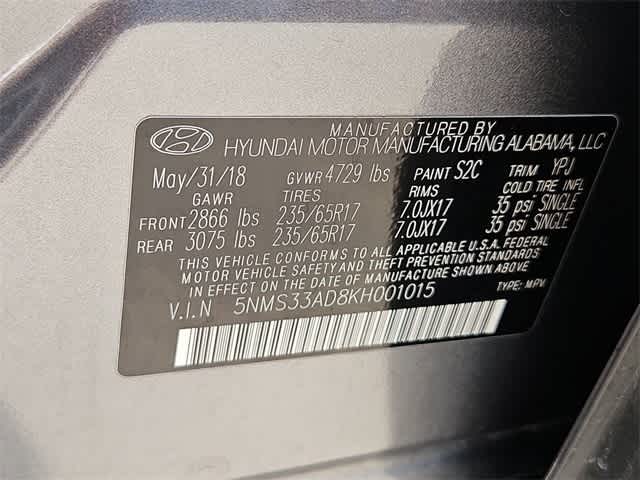 MANUFACTURED BY
HYUNDAI MOTOR MANUFACTURING ALABAMA, LLC
May/31/18 GVWR 4729 lbs PAINT S2C TRIM YPJ
GAWR TIRES RIMS COLD TIRE INFL
FRONT 2866 lbs 235/65R17 7.0JX17 35 psi SINGLE
REAR 3075 lbs 235/65R17 7.0JX17 35 psi SINGLE
THIS VEHICLE CONFORMS TO ALL APPLICABLE U.S.A. FEDERAL
MOTOR VEHICLE SAFETY AND THEFT PREVENTION STANDARDS
IN EFFECT ON THE DATE OF MANUFACTURE SHOWN ABOVE.
V.I.N 5NMS33AD8KH001015 TYPE: MPV